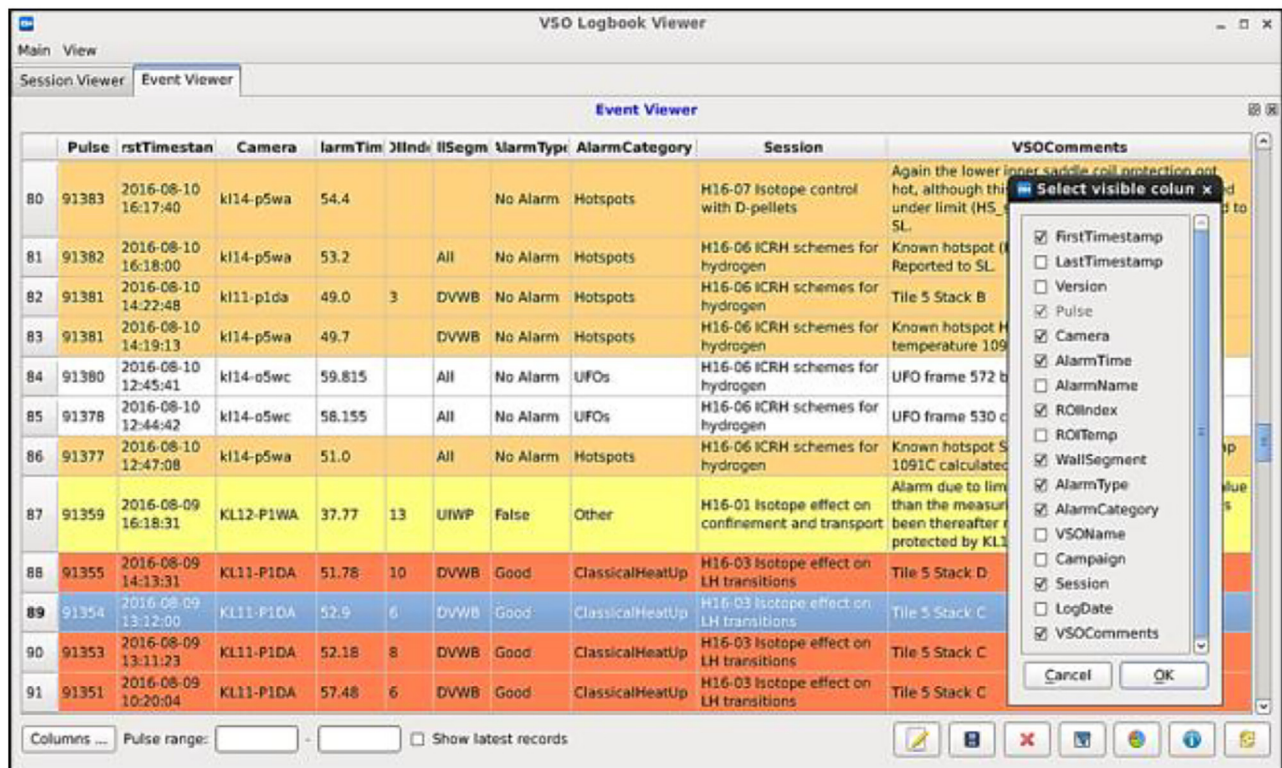 VSO Logbook Viewer
Main View
Session Viewer Event Viewer
Event Viewer
Pulse rstTimestan Camera larmTim llSegm AlarmCategory Session VSOComments
80 91383 2016-08-10 16:17:40 kl14-p5wa 54.4 No Alarm Hotspots H16-07 Isotope control with D-pellets Again the lower inner saddle coil protection not hot, although this under limit (HS_ d to SL.
81 91382 2016-08-10 16:18:00 kl14-p5wa 53.2 All No Alarm Hotspots H16-06 ICRH schemes for hydrogen Known hotspot Reported to SL.
82 91381 2016-08-10 14:22:48 kl11-p1da 49.0 3 DVWB No Alarm Hotspots H16-06 ICRH schemes for hydrogen Tile 5 Stack B
83 91381 2016-08-10 14:19:13 kl14-p5wa 49.7 DVWB No Alarm Hotspots H16-06 ICRH schemes for hydrogen Known hotspot H temperature 109
84 91380 2016-08-10 12:45:41 kl14-o5wc 59.815 All No Alarm UFOs H16-06 ICRH schemes for hydrogen UFO frame 572 b
85 91378 2016-08-10 12:44:42 kl14-o5wc 58.155 All No Alarm UFOs H16-06 ICRH schemes for hydrogen UFO frame 530 c
86 91377 2016-08-10 12:47:08 kl14-p5wa 51.0 All No Alarm Hotspots H16-06 ICRH schemes for hydrogen Known hotspot S 1091C calculated
87 91359 2016-08-09 16:18:31 KL12-P1WA 37.77 13 UIWP False Other H16-01 Isotope effect on confinement and transport Alarm due to lim than the measuri been thereafter protected by KL1
88 91355 2016-08-09 14:13:31 KL11-P1DA 51.78 10 DVWB Good ClassicalHeatUp H16-03 Isotope effect on LH transitions Tile 5 Stack D
89 91354 2016-08-09 13:12:00 KL11-P1DA 52.9 6 DVWB Good ClassicalHeatUp H16-03 Isotope effect on LH transitions Tile 5 Stack C
90 91353 2016-08-09 13:11:23 KL11-P1DA 52.18 8 DVWB Good ClassicalHeatUp H16-03 Isotope effect on LH transitions Tile 5 Stack C
91 91351 2016-08-09 10:20:04 KL11-P1DA 57.48 6 DVWB Good ClassicalHeatUp H16-03 Isotope effect on LH transitions Tile 5 Stack C
Select visible colun
FirstTimestamp
LastTimestamp
Version
Pulse
Camera
AlarmTime
AlarmName
ROIIndex
ROITemp
WallSegment
AlarmType
AlarmCategory
VSOName
Campaign
Session
LogDate
VSOComments
Cancel OK
Columns ... Pulse range: - Show latest records